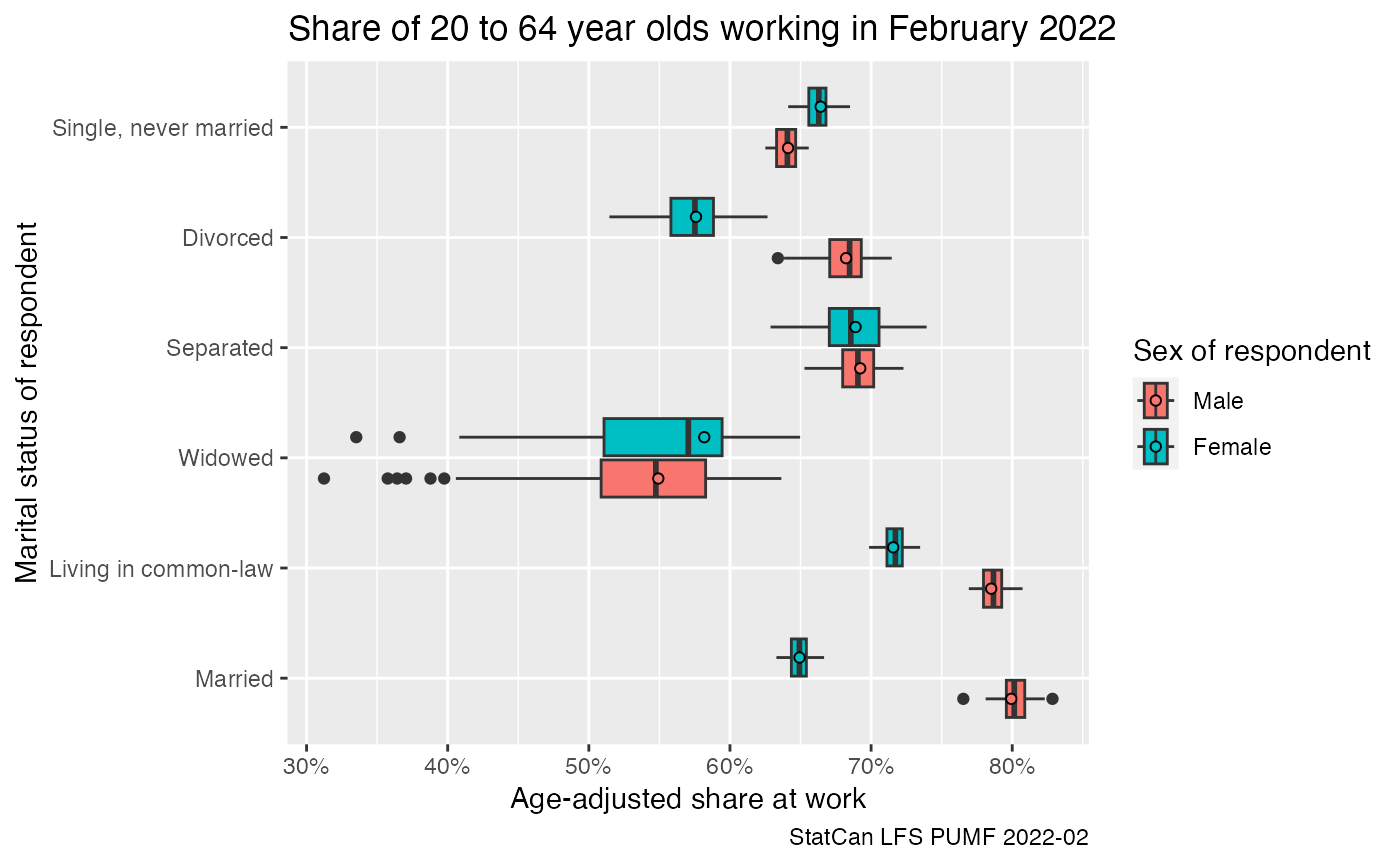 Share of 20 to 64 year olds working in February 2022
Marital status of respondent
Single, never married
Divorced
Separated
Widowed
Living in common-law
Married
30% 40% 50% 60% 70% 80%
Age-adjusted share at work
StatCan LFS PUMF 2022-02
Sex of respondent
Male
Female